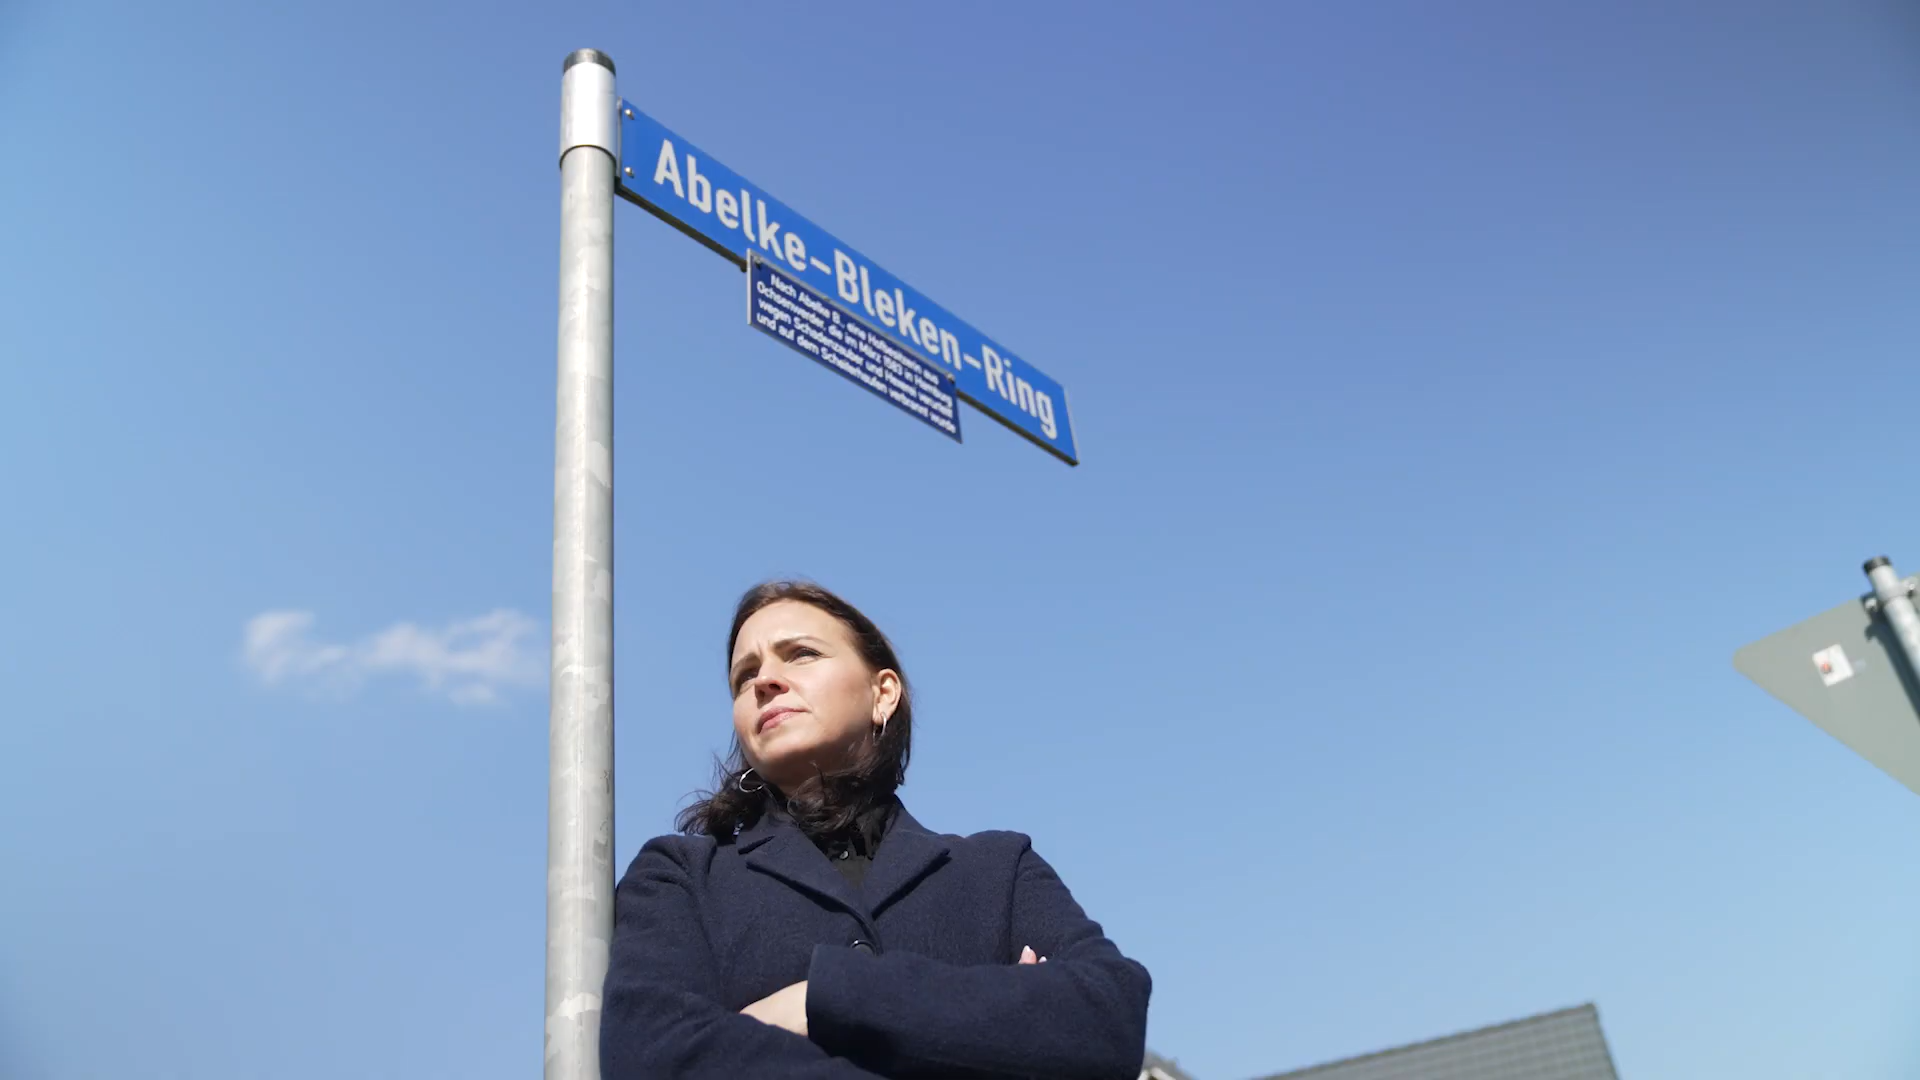 Abelke-Bleken-Ring
Nach Abelke B., eine Hofbesitzerin aus
Ochsenwerder, die im März 1583 in Hamburg
wegen Schadenzauber und Hexerei verurteilt
und auf dem Scheiterhaufen verbrannt wurde